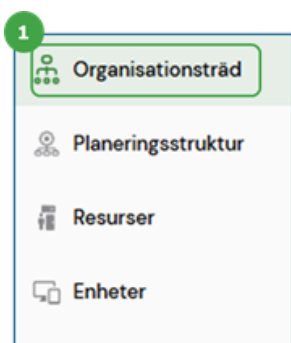 1
Organisationsträd
Planeringsstruktur
Resurser
Enheter